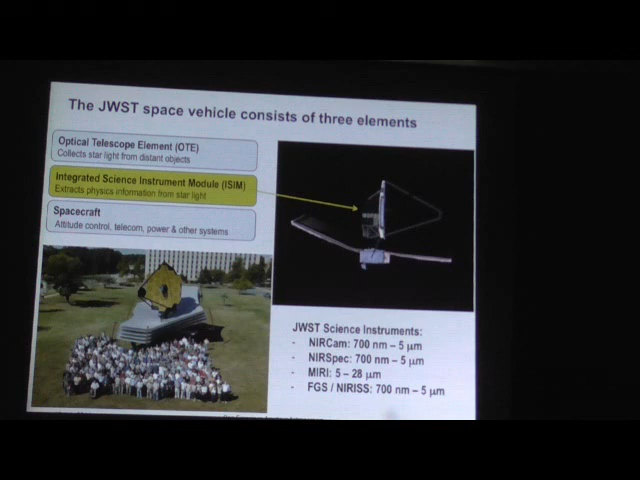 The JWST space vehicle consists of three elements
Optical Telescope Element (OTE)
Collects star light from distant objects
Integrated Science Instrument Module (ISIM)
Extracts physics information from star light
Spacecraft
Attitude control, telecom, power & other systems
JWST Science Instruments:
- NIRCam: 700 nm – 5 μm
- NIRSpec: 700 nm – 5 μm
- MIRI: 5 – 28 μm
- FGS / NIRISS: 700 nm – 5 μm